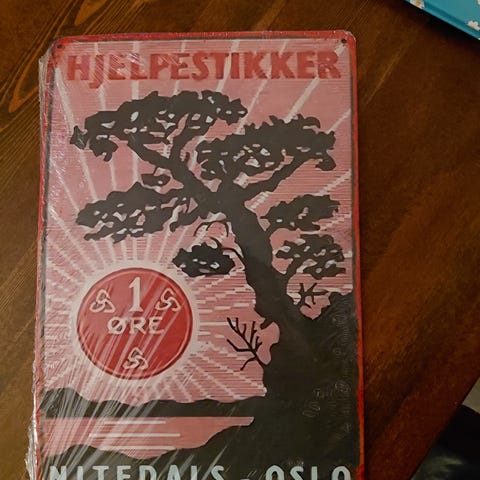 HJELPESTIKKER
1
ØRE
NITEDALS - OSLO